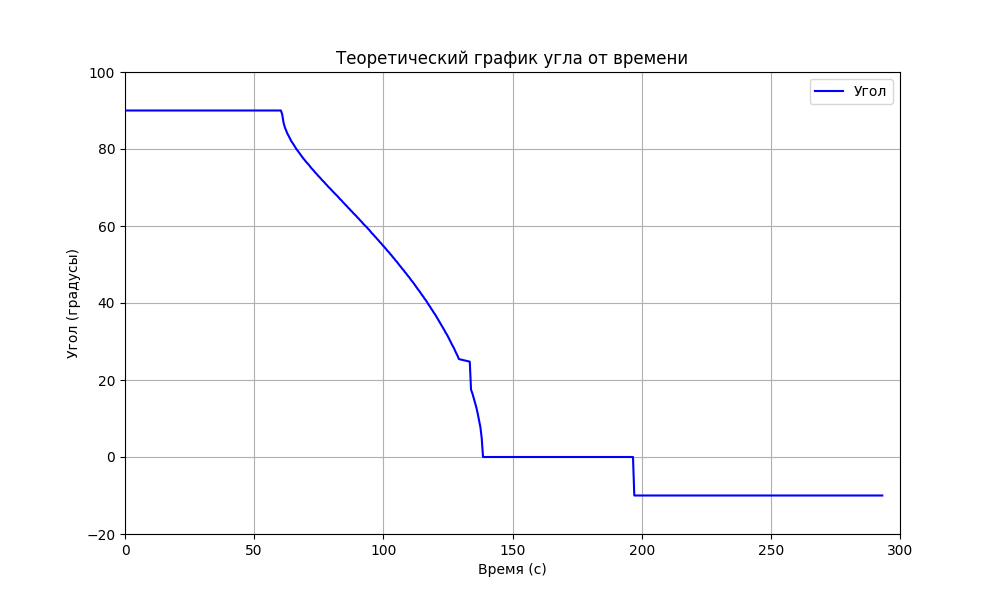 Теоретический график угла от времени
Угол
100
80
60
40
20
0
−20
Угол (градусы)
0 50 100 150 200 250 300
Время (с)